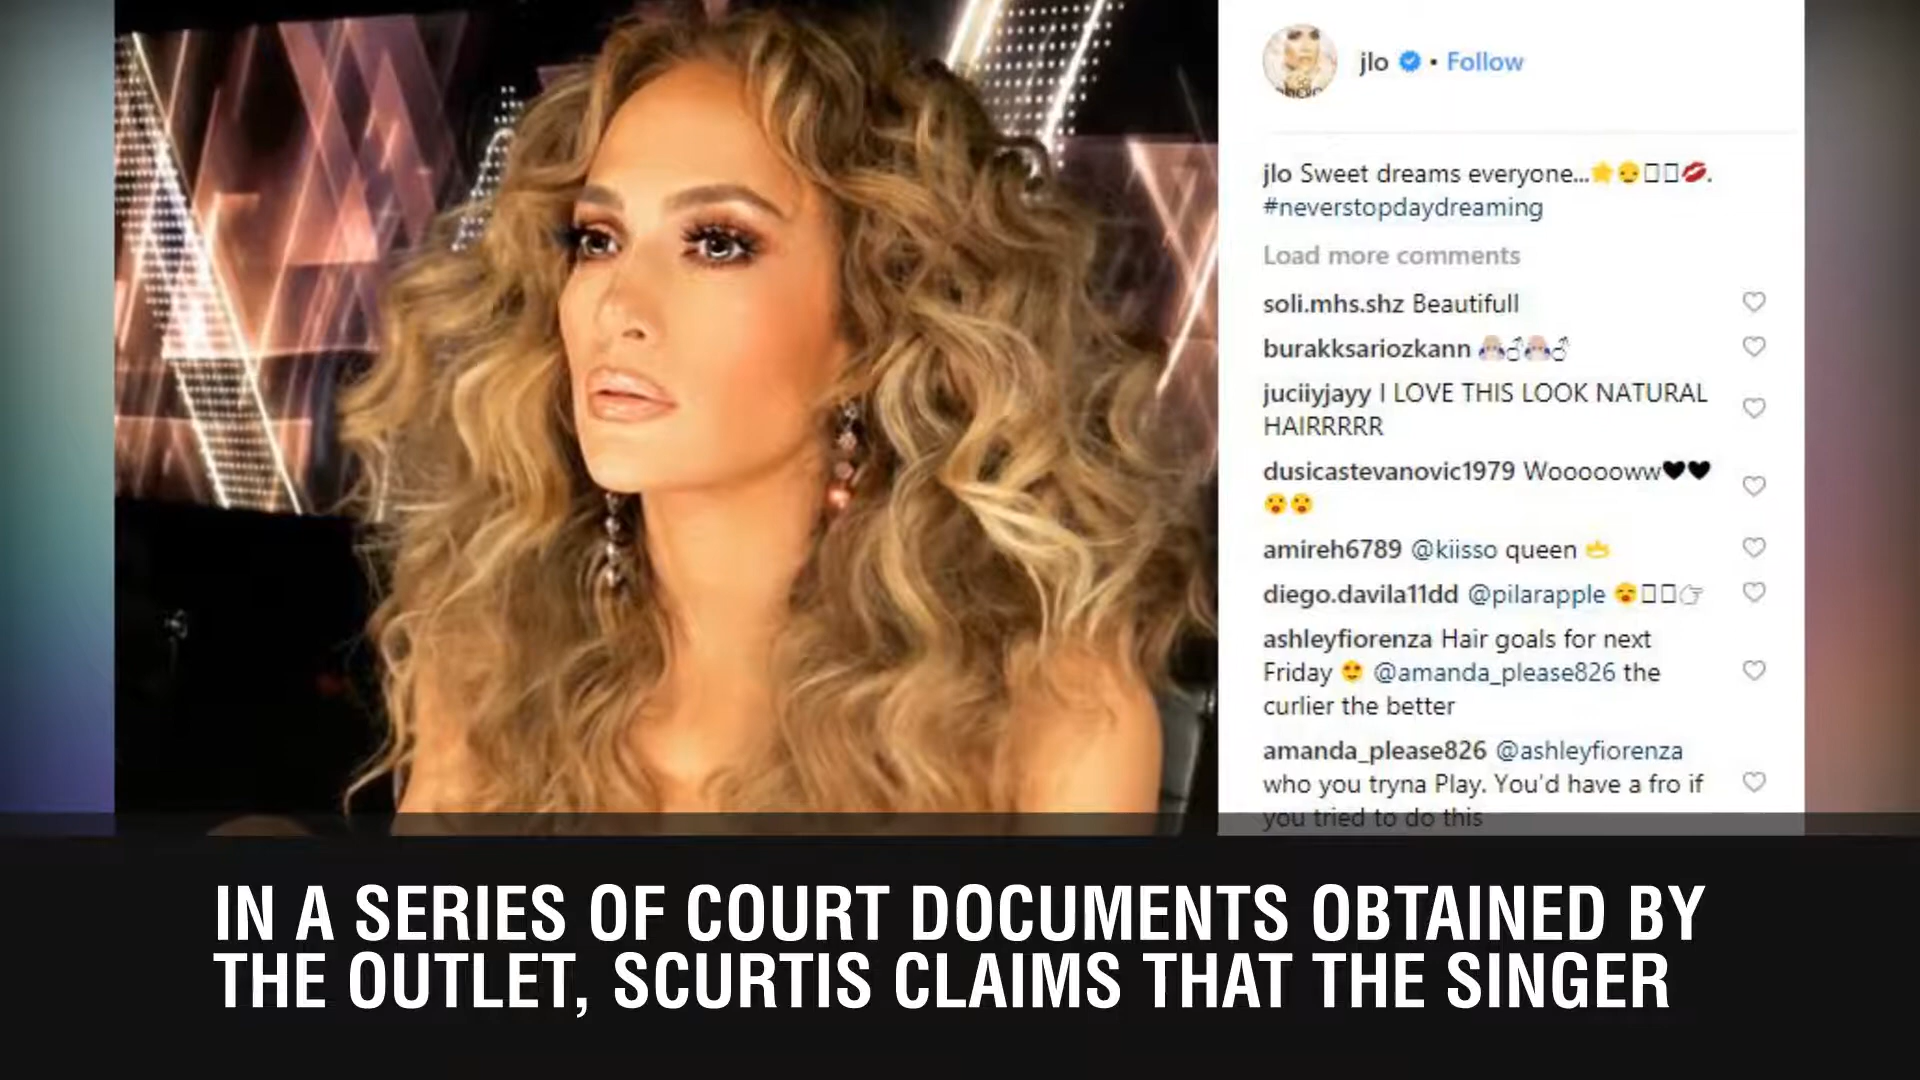 jlo • Follow
jlo Sweet dreams everyone...⭐😔▯▯💋.
#neverstopdaydreaming
Load more comments
soli.mhs.shz Beautifull
burakksariozkann
juciiyjayy I LOVE THIS LOOK NATURAL
HAIRRRRR
dusicastevanovic1979 Woooooww🖤🖤
😮😮
amireh6789 @kiisso queen 👑
diego.davila11dd @pilarapple
ashleyfiorenza Hair goals for next
Friday 😍 @amanda_please826 the
curlier the better
amanda_please826 @ashleyfiorenza
who you tryna Play. You'd have a fro if
you tried to do this
IN A SERIES OF COURT DOCUMENTS OBTAINED BY
THE OUTLET, SCURTIS CLAIMS THAT THE SINGER